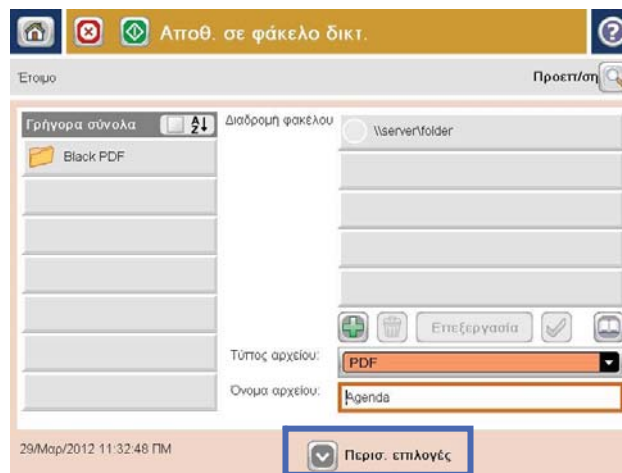 Αποθ. σε φάκελο δικτ.
Έτοιμο
Προεπ/ση
Γρήγορα σύνολα
Διαδρομή φακέλου
\\server\folder
Black PDF
Επεξεργασία
Τύπος αρχείου:
PDF
Όνομα αρχείου:
Agenda
29/Μαρ/2012 11:32:48 ΠΜ
Περισ. επιλογές